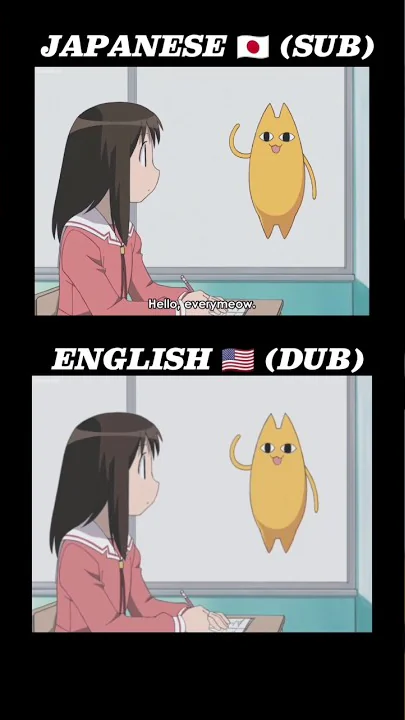 JAPANESE 🇯🇵 (SUB)
Hello, everymeow.
ENGLISH 🇺🇸 (DUB)